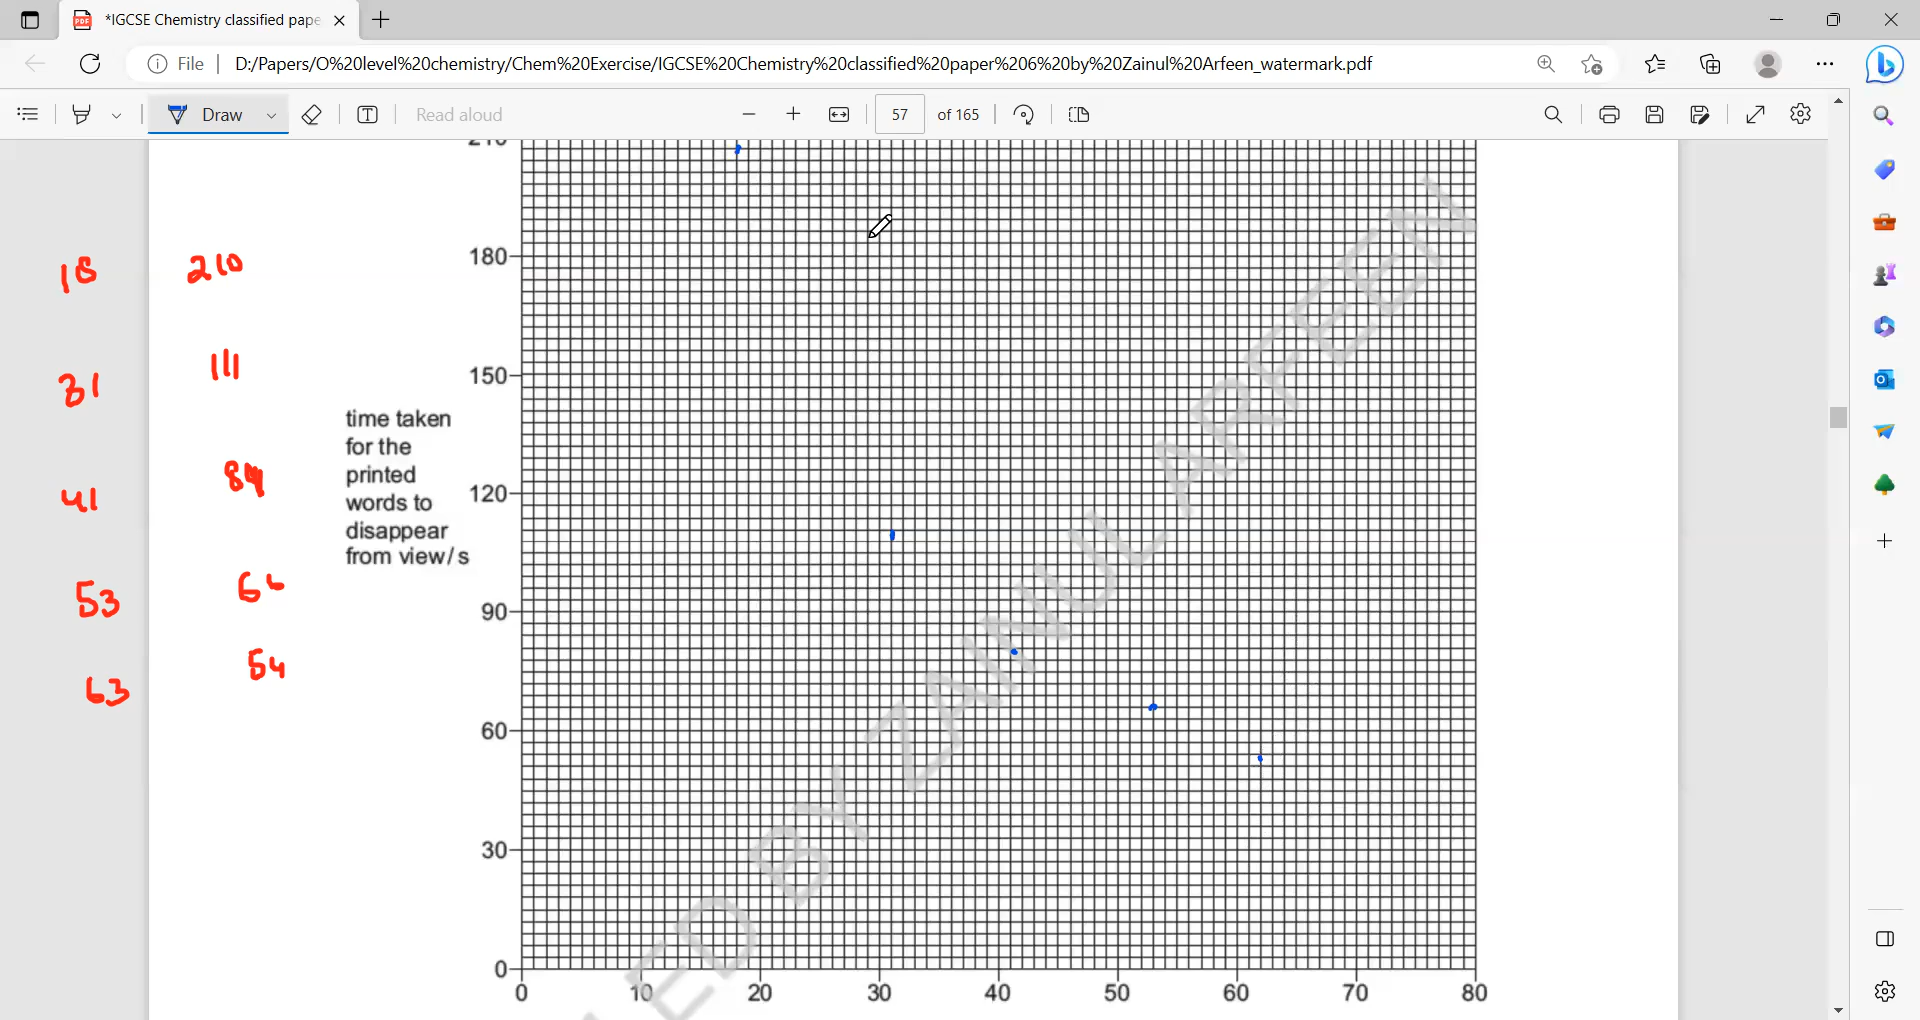 *IGCSE Chemistry classified pape
File
D:/Papers/O%20level%20chemistry/Chem%20Exercise/IGCSE%20Chemistry%20classified%20paper%206%20by%20Zainul%20Arfeen_watermark.pdf
Draw
Read aloud
57 of 165
210
180
150
120
90
60
30
0
time taken
for the
printed
words to
disappear
from view/s
0 10 20 30 40 50 60 70 80
18 210
31 111
41
53
63 54
ED BY ZAINUL ARFEEN